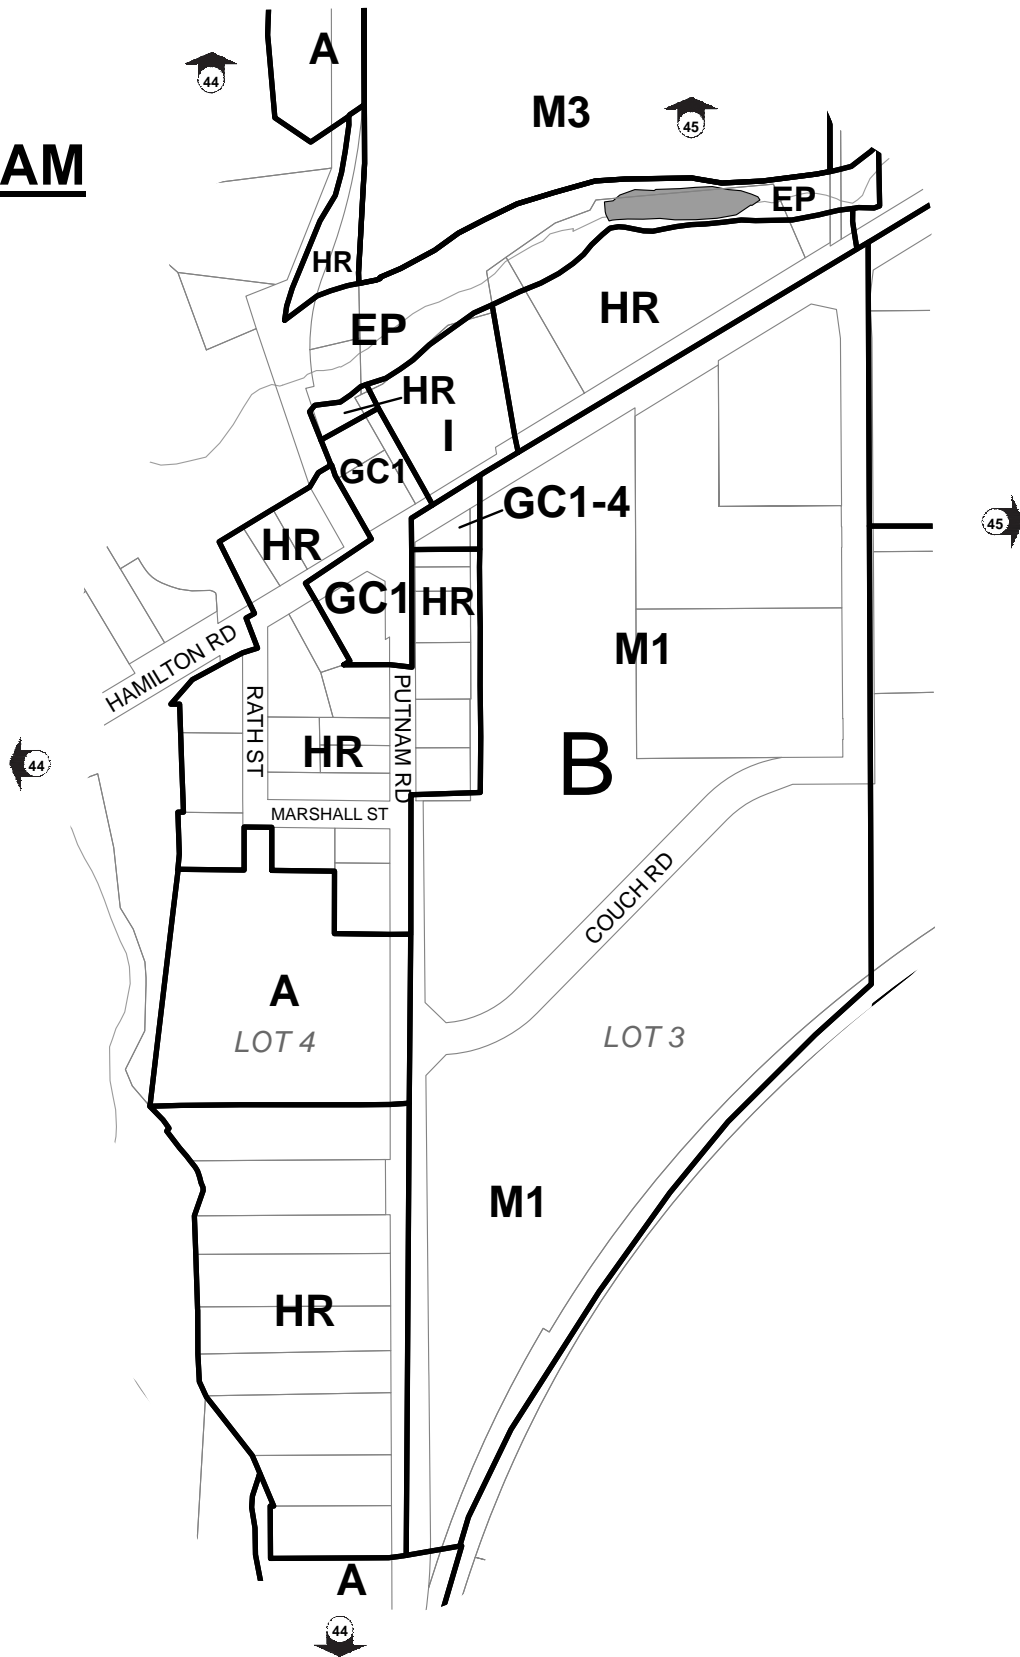 A
44
M3
45
AM
EP
HR
HR
EP
HR
I
GC1
GC1-4
45
HR
GC1
HR
HAMILTON RD
M1
RATH ST
PUTNAM RD
HR
B
44
MARSHALL ST
COUCH RD
A
LOT 4
LOT 3
M1
HR
A
44